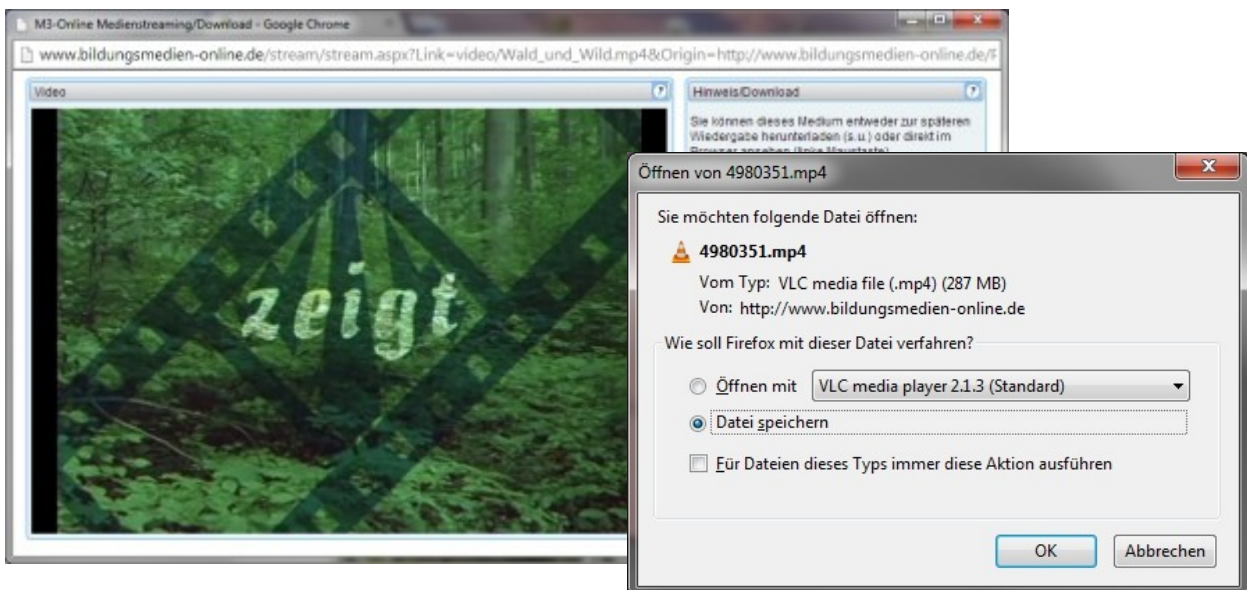 M3-Online Medienstreaming/Download - Google Chrome
www.bildungsmedien-online.de/stream/stream.aspx?Link=video/Wald_und_Wild.mp4&Origin=http://www.bildungsmedien-online.de/F
Video
?
zeigt
Hinweis/Download
?
Sie können dieses Medium entweder zur späteren
Wiedergabe herunterladen (s.u.) oder direkt im
Browser ansehen (linke Maustaste)
Öffnen von 4980351.mp4
Sie möchten folgende Datei öffnen:
4980351.mp4
Vom Typ: VLC media file (.mp4) (287 MB)
Von: http://www.bildungsmedien-online.de
Wie soll Firefox mit dieser Datei verfahren?
Öffnen mit VLC media player 2.1.3 (Standard)
Datei speichern
Für Dateien dieses Typs immer diese Aktion ausführen
OK Abbrechen